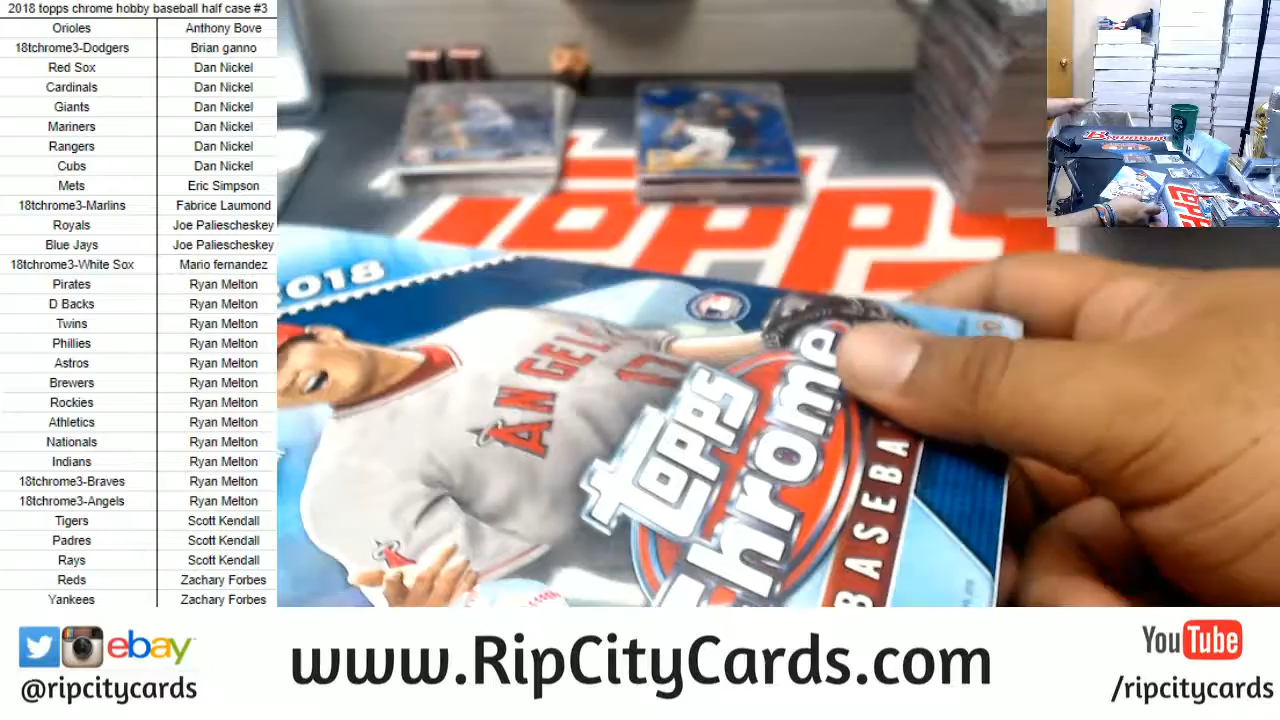 2018 topps chrome hobby baseball half case #3
Orioles Anthony Bove
18tchrome3-Dodgers Brian ganno
Red Sox Dan Nickel
Cardinals Dan Nickel
Giants Dan Nickel
Mariners Dan Nickel
Rangers Dan Nickel
Cubs Dan Nickel
Mets Eric Simpson
18tchrome3-Marlins Fabrice Laumond
Royals Joe Paliescheskey
Blue Jays Joe Paliescheskey
18tchrome3-White Sox Mario fernandez
Pirates Ryan Melton
D Backs Ryan Melton
Twins Ryan Melton
Phillies Ryan Melton
Astros Ryan Melton
Brewers Ryan Melton
Rockies Ryan Melton
Athletics Ryan Melton
Nationals Ryan Melton
Indians Ryan Melton
18tchrome3-Braves Ryan Melton
18tchrome3-Angels Ryan Melton
Tigers Scott Kendall
Padres Scott Kendall
Rays Scott Kendall
Reds Zachary Forbes
Yankees Zachary Forbes
TOPPS
2018
ANGELS
17
Topps
Chrome
BASEBA
Bowman
TOPPS
ebay
@ripcitycards
www.RipCityCards.com
YouTube
/ripcitycards